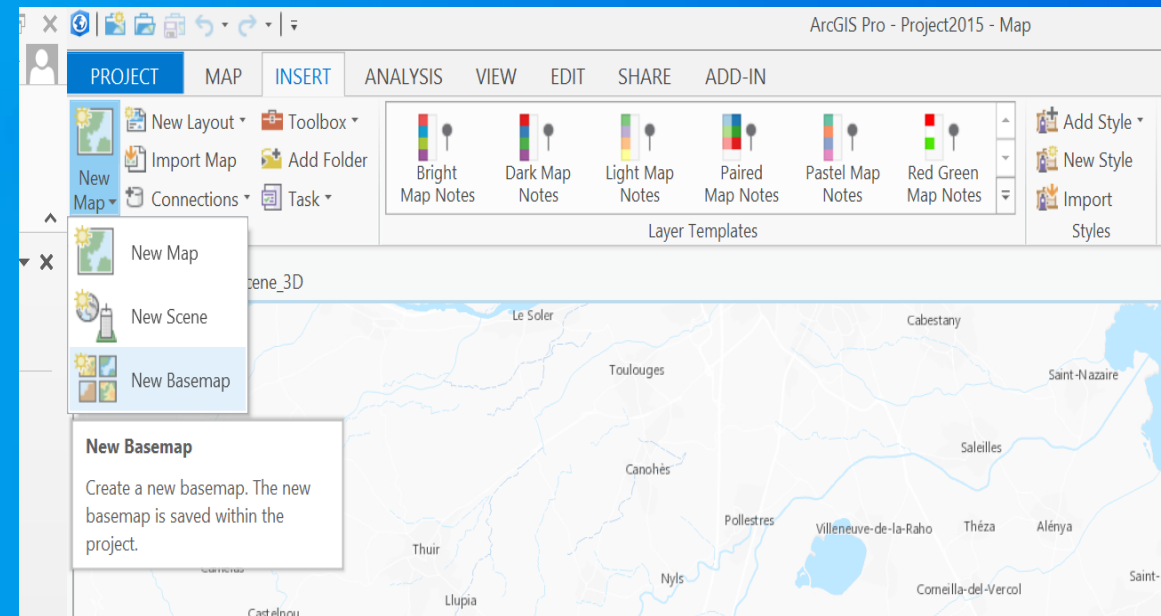 ArcGIS Pro - Project2015 - Map
PROJECT MAP INSERT ANALYSIS VIEW EDIT SHARE ADD-IN
New Map
New Layout
Import Map
Connections
Toolbox
Add Folder
Task
Bright
Map Notes
Dark Map
Notes
Light Map
Notes
Paired
Map Notes
Pastel Map
Notes
Red Green
Map Notes
Layer Templates
Add Style
New Style
Import
Styles
New Map
New Scene
New Basemap
cene_3D
New Basemap
Create a new basemap. The new
basemap is saved within the
project.
Le Soler
Cabestany
Toulouges
Saint-Nazaire
Saleilles
Canohès
Pollestres
Villeneuve-de-la-Raho
Théza
Alénya
Thuir
Nyls
Saint-
Corneilla-del-Vercol
Llupia
Castelnou